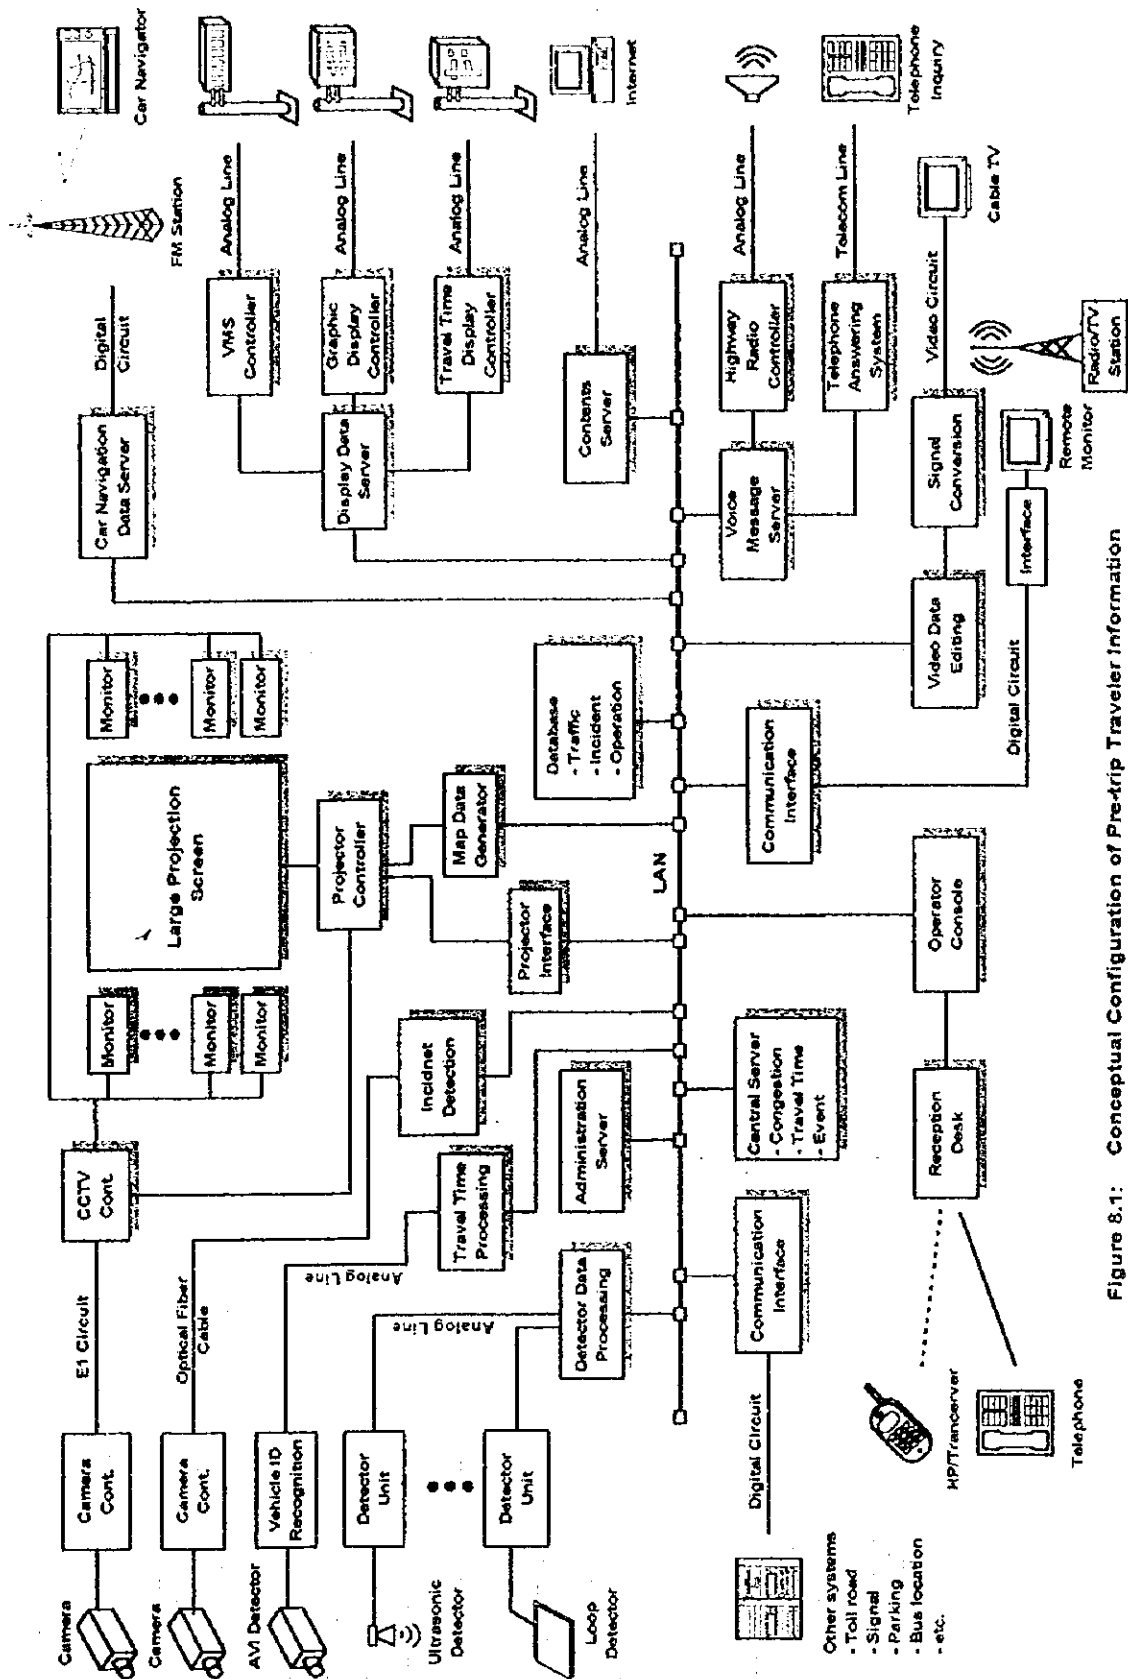 Camera
Camera
Cont.
E1 Circuit
CCTV
Cont.
Monitor
Monitor
Monitor
Large Projection
Screen
Monitor
Monitor
Monitor
Car Navigation
Data Server
Digital
Circuit
FM Station
Car Navigator
Camera
Camera
Cont.
Optical Fiber
Cable
AVI Detector
Vehicle ID
Recognition
Analog Line
Incidnet
Detection
Projector
Controller
VMS
Controller
Analog Line
Ultrasonic
Detector
Detector
Unit
Analog Line
Travel Time
Processing
Map Data
Generator
Display Data
Server
Graphic
Display
Controller
Analog Line
Travel Time
Display
Controller
Analog Line
Loop
Detector
Detector
Unit
Detector Data
Processing
Administration
Server
Projector
Interface
Database
- Traffic
- Incident
- Operation
Contents
Server
Analog Line
Internet
LAN
Other systems
- Toll road
- Signal
- Parking
- Bus location
- etc.
Digital Circuit
Communication
Interface
Central Server
- Congestion
- Travel Time
- Event
Communication
Interface
Voice
Message
Server
Highway
Radio
Controller
Analog Line
Telephone
Answering
System
Telecom Line
Telephone
Inquiry
HP/Trancerver
Telephone
Reception
Desk
Operator
Console
Video Data
Editing
Signal
Conversion
Video Circuit
Cable TV
Digital Circuit
Interface
Remote
Monitor
Radio/TV
Station
Figure 8.1: Conceptual Configuration of Pre-trip Traveler Information